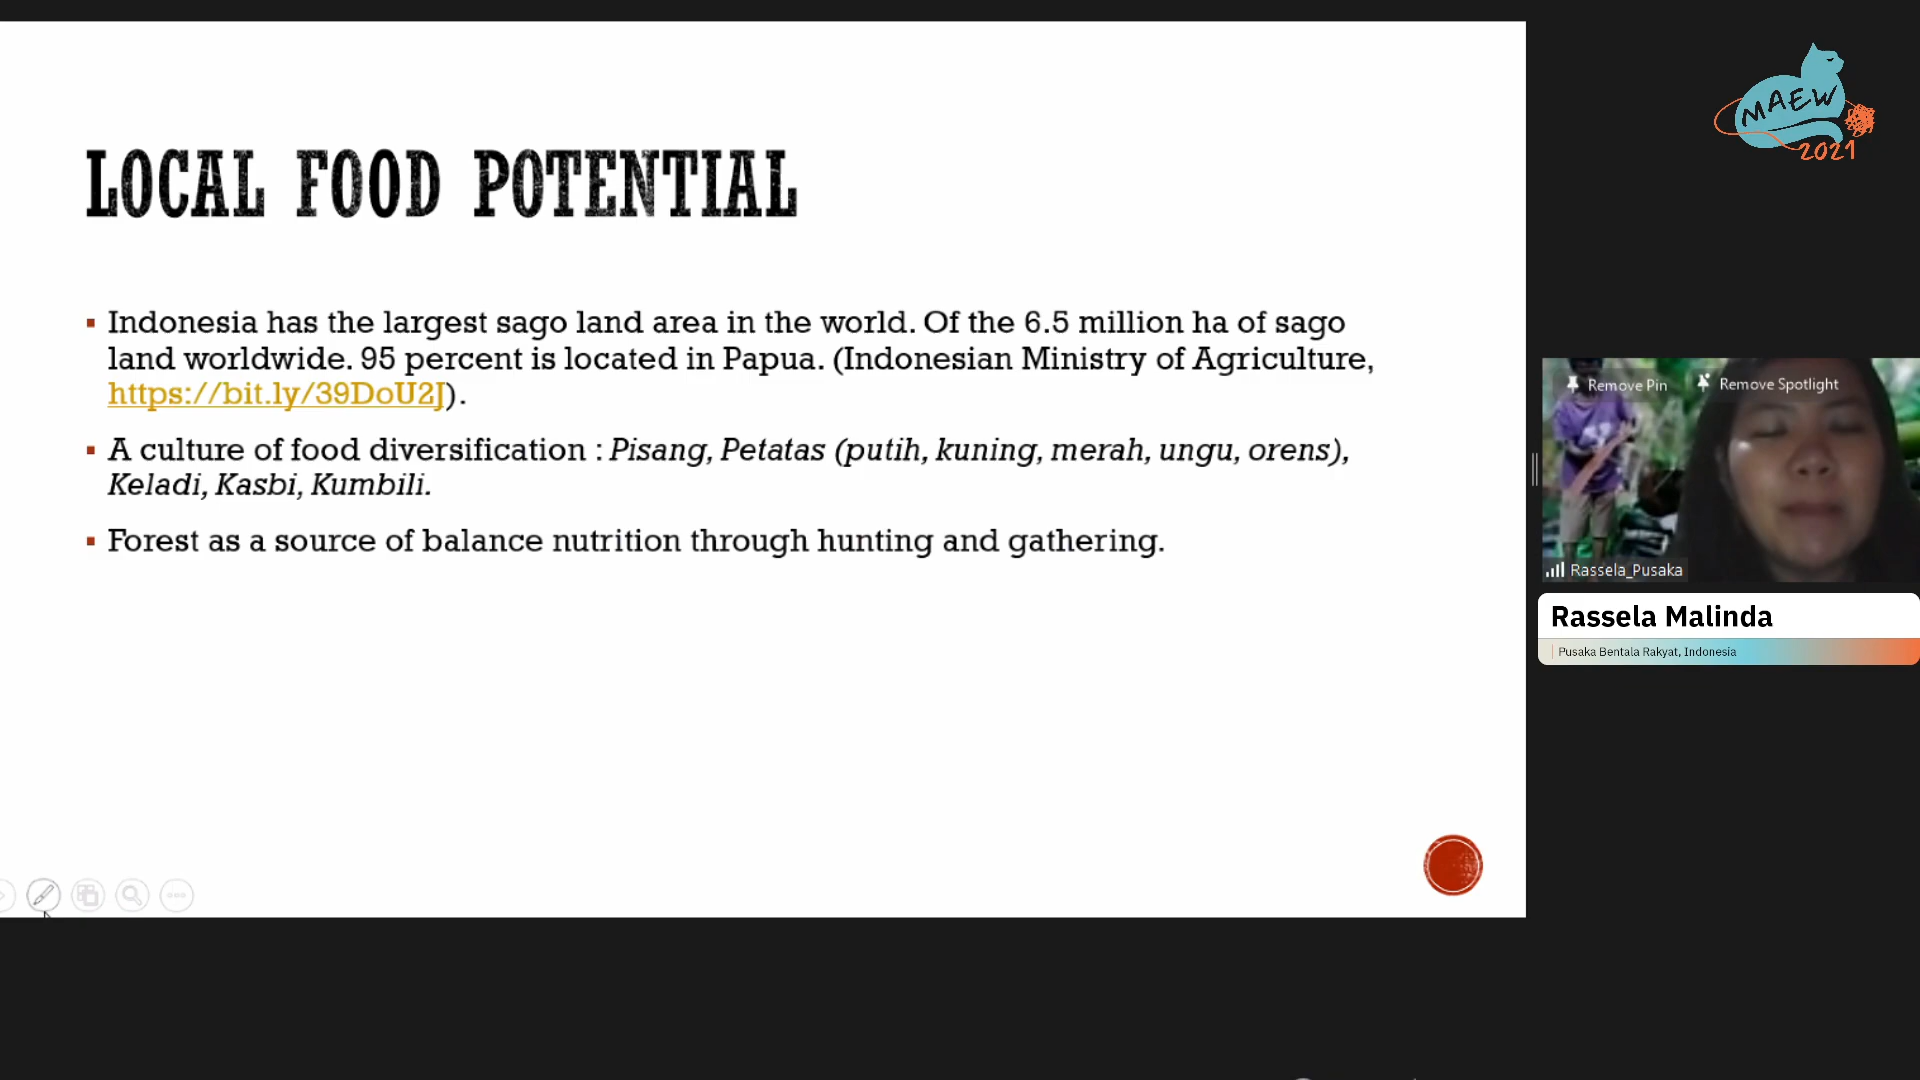 LOCAL FOOD POTENTIAL
Indonesia has the largest sago land area in the world. Of the 6.5 million ha of sago
land worldwide. 95 percent is located in Papua. (Indonesian Ministry of Agriculture,
https://bit.ly/39DoU2J).
A culture of food diversification : Pisang, Petatas (putih, kuning, merah, ungu, orens),
Keladi, Kasbi, Kumbili.
Forest as a source of balance nutrition through hunting and gathering.
MAEW
2021
Remove Pin
Remove Spotlight
Rassela_Pusaka
Rassela Malinda
Pusaka Bentala Rakyat, Indonesia